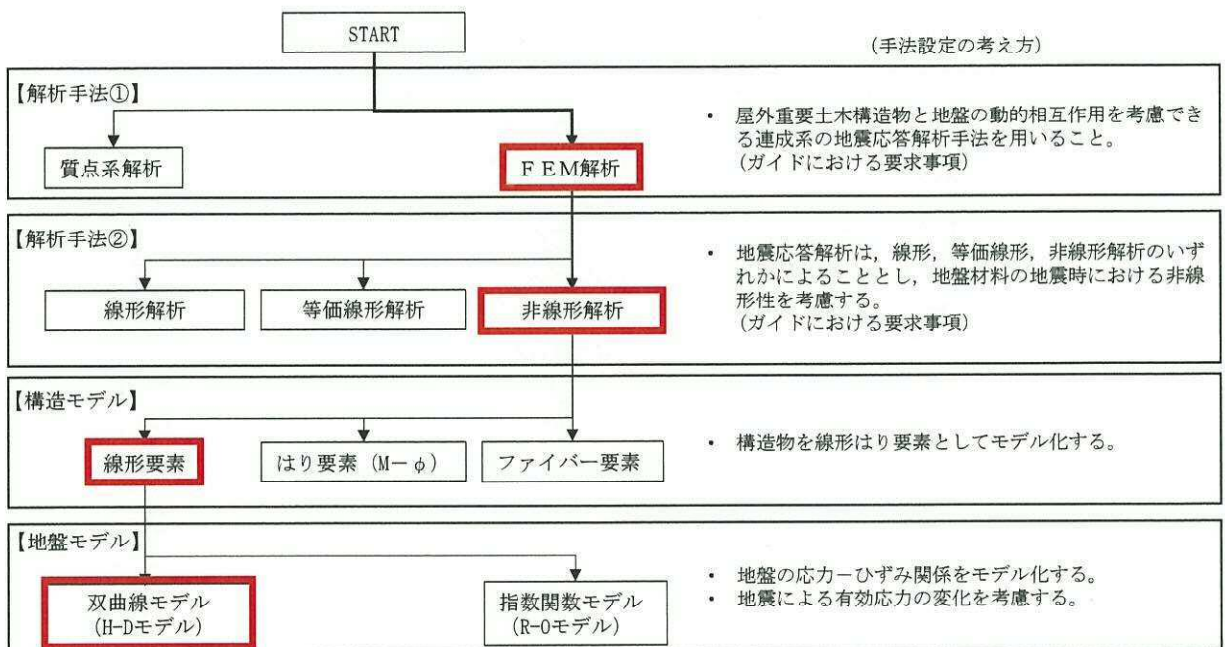 START
(手法設定の考え方)
【解析手法①】
・ 屋外重要土木構造物と地盤の動的相互作用を考慮でき
る連成系の地震応答解析手法を用いること。
(ガイドにおける要求事項)
質点系解析
FEM解析
【解析手法②】
・ 地震応答解析は，線形，等価線形，非線形解析のいず
れかによることとし，地盤材料の地震時における非線
形性を考慮する。
(ガイドにおける要求事項)
線形解析
等価線形解析
非線形解析
【構造モデル】
・ 構造物を線形はり要素としてモデル化する。
線形要素
はり要素 (M－φ)
ファイバー要素
【地盤モデル】
・ 地盤の応力－ひずみ関係をモデル化する。
・ 地震による有効応力の変化を考慮する。
双曲線モデル
(H-Dモデル)
指数関数モデル
(R-Oモデル)